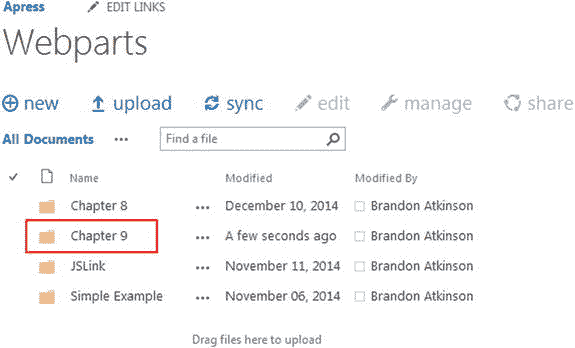 Apress EDIT LINKS
Webparts
new upload sync edit manage share
All Documents ••• Find a file
Name Modified Modified By
Chapter 8 ••• December 10, 2014 Brandon Atkinson
Chapter 9 ••• A few seconds ago Brandon Atkinson
JSLink ••• November 11, 2014 Brandon Atkinson
Simple Example ••• November 06, 2014 Brandon Atkinson
Drag files here to upload